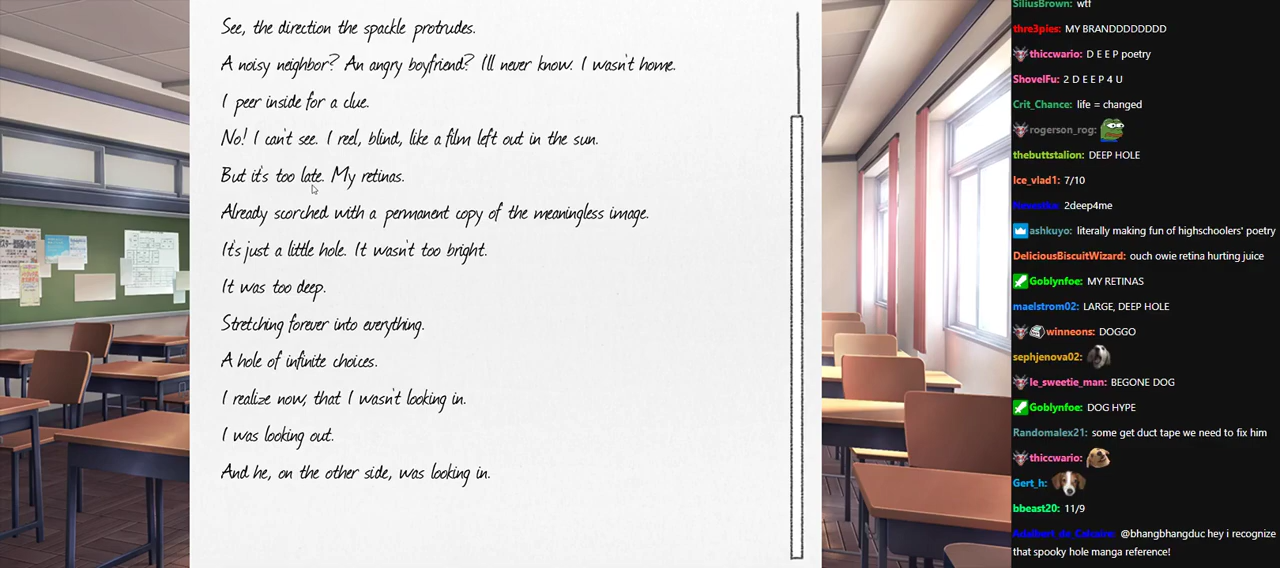 See, the direction the spackle protrudes.
A noisy neighbor? An angry boyfriend? I'll never know. I wasn't home.
I peer inside for a clue.
No! I can't see. I reel, blind, like a film left out in the sun.
But it's too late. My retinas.
Already scorched with a permanent copy of the meaningless image.
It's just a little hole. It wasn't too bright.
It was too deep.
Stretching forever into everything.
A hole of infinite choices.
I realize now, that I wasn't looking in.
I was looking out.
And he, on the other side, was looking in.
SiliusBrown: wtf
thre3pies: MY BRANDDDDDDDD
thiccwario: D E E P poetry
ShovelFu: 2 D E E P 4 U
Crit_Chance: life = changed
rogerson_rog:
thebuttstalion: DEEP HOLE
Ice_vlad1: 7/10
2deep4me
ashkuyo: literally making fun of highschoolers' poetry
DeliciousBiscuitWizard: ouch owie retina hurting juice
Goblynfoe: MY RETINAS
maelstrom02: LARGE, DEEP HOLE
winneons: DOGGO
sephjenova02:
le_sweetie_man: BEGONE DOG
Goblynfoe: DOG HYPE
Randomalex21: some get duct tape we need to fix him
thiccwario:
Gert_h:
bbeast20: 11/9
Adalbert_de_Calcaire: @bhangbhangduc hey i recognize
that spooky hole manga reference!